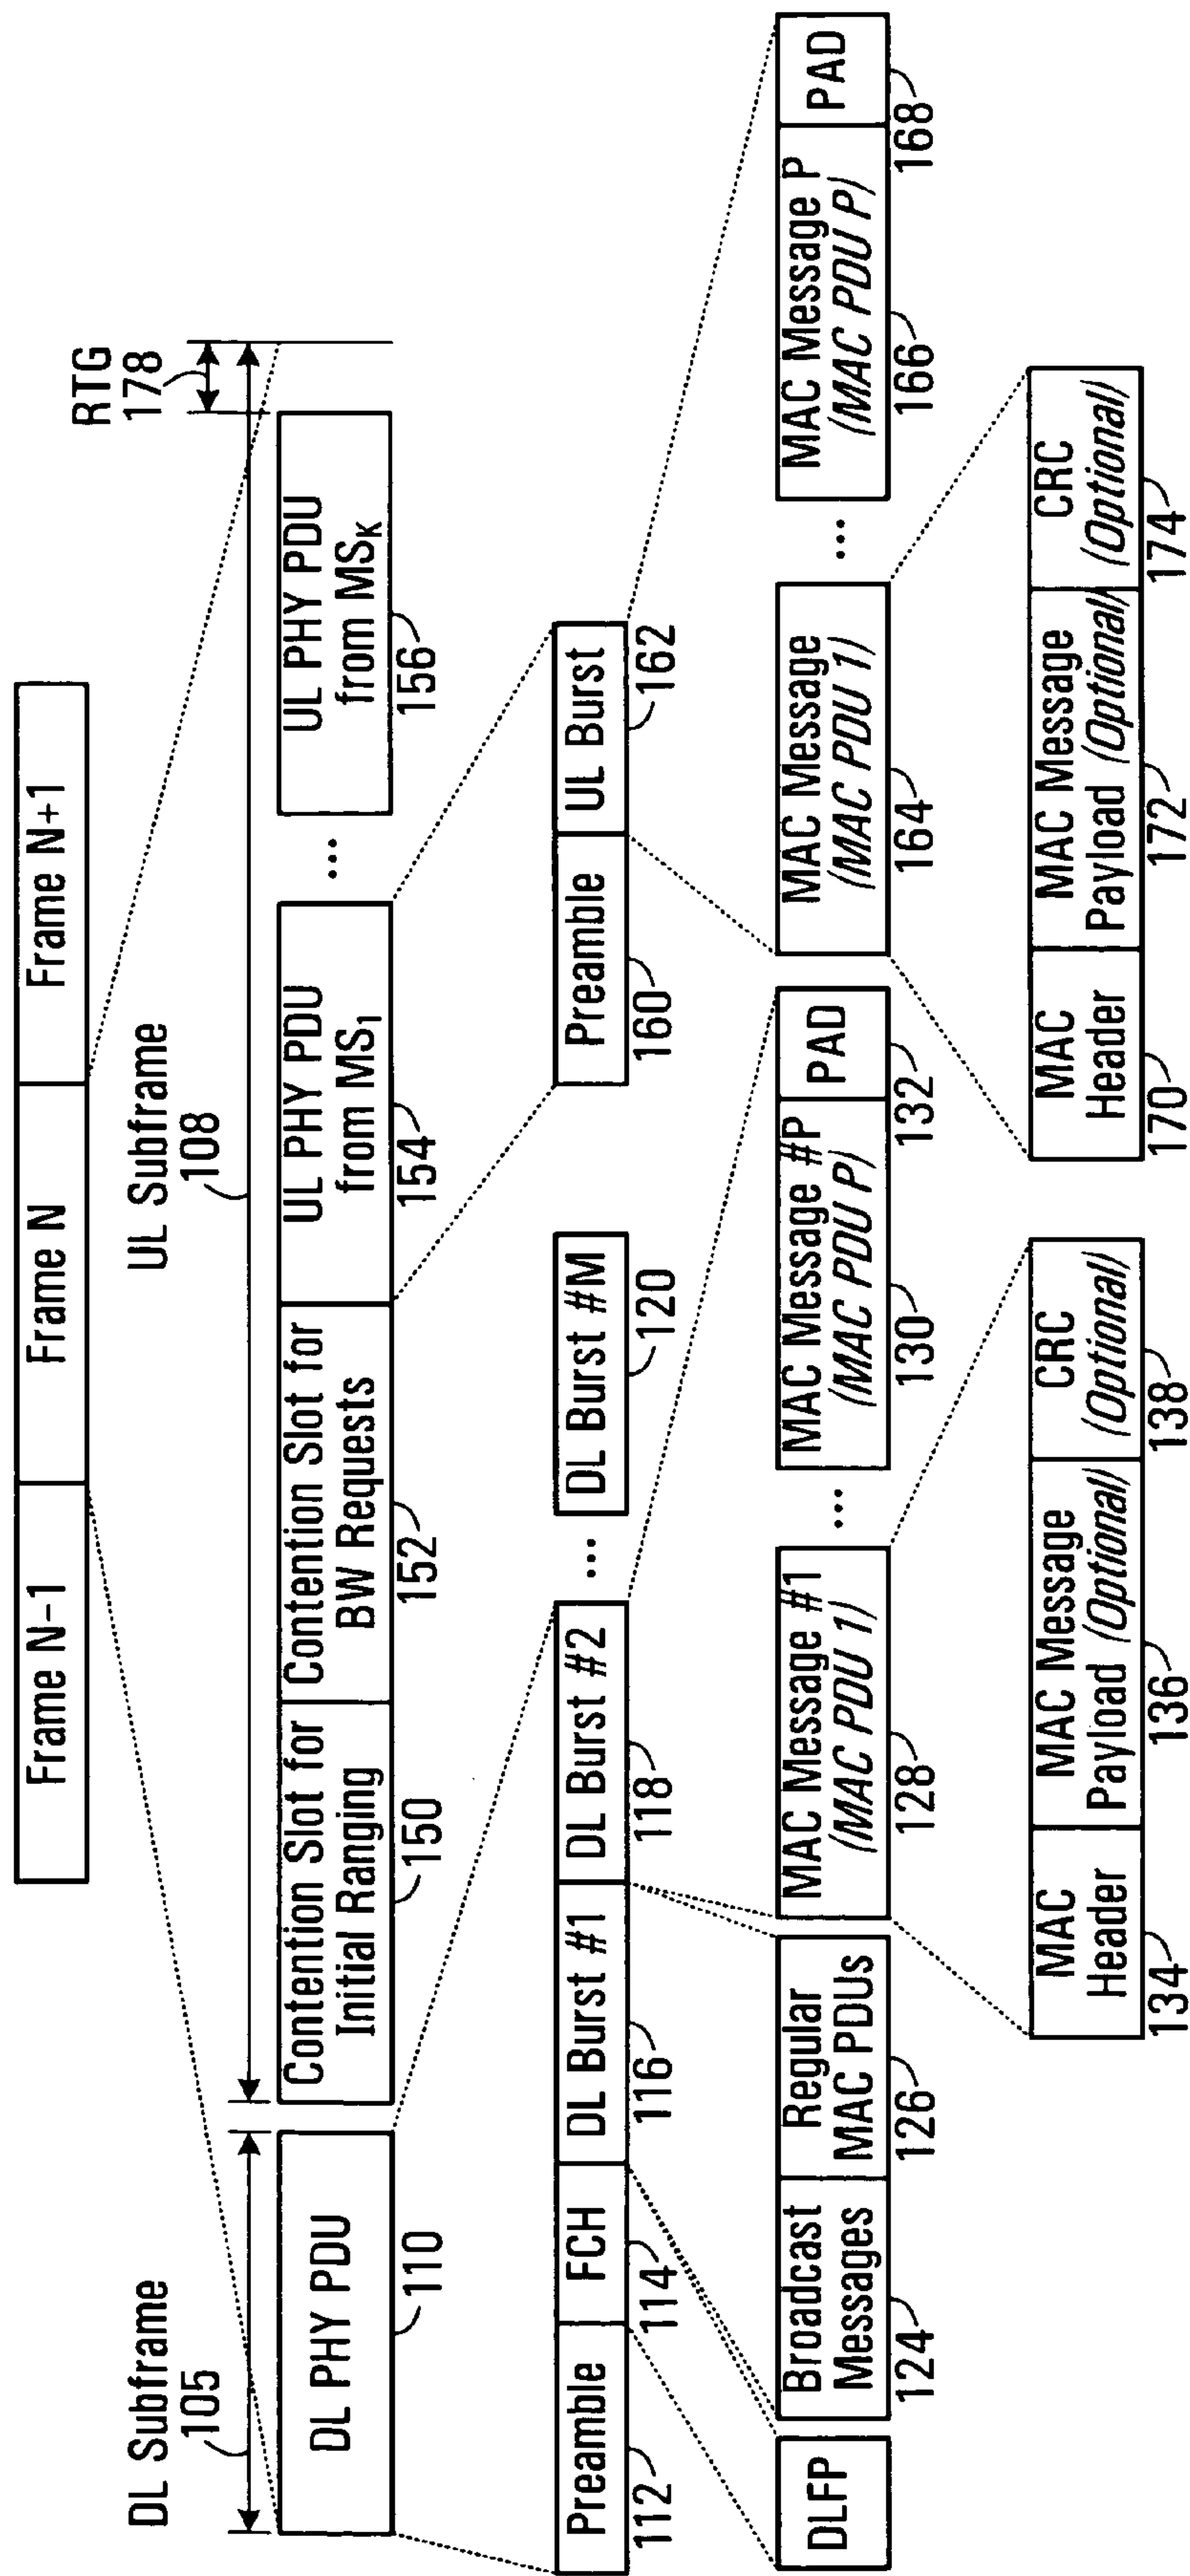 Frame N-1
Frame N
Frame N+1
DL Subframe
105
UL Subframe
108
RTG
178
DL PHY PDU
110
Contention Slot for
Initial Ranging
150
Contention Slot for
BW Requests
152
UL PHY PDU
from MS1
154
...
UL PHY PDU
from MSK
156
Preamble
112
FCH
114
DL Burst #1
116
DL Burst #2
118
...
DL Burst #M
120
Preamble
160
UL Burst
162
DLFP
Broadcast
Messages
124
Regular
MAC PDUs
126
MAC Message #1
(MAC PDU 1)
128
...
MAC Message #P
(MAC PDU P)
130
PAD
132
MAC Message
(MAC PDU 1)
164
...
MAC Message P
(MAC PDU P)
166
PAD
168
MAC
Header
134
MAC Message
Payload (Optional)
136
CRC
(Optional)
138
MAC
Header
170
MAC Message
Payload (Optional)
172
CRC
(Optional)
174